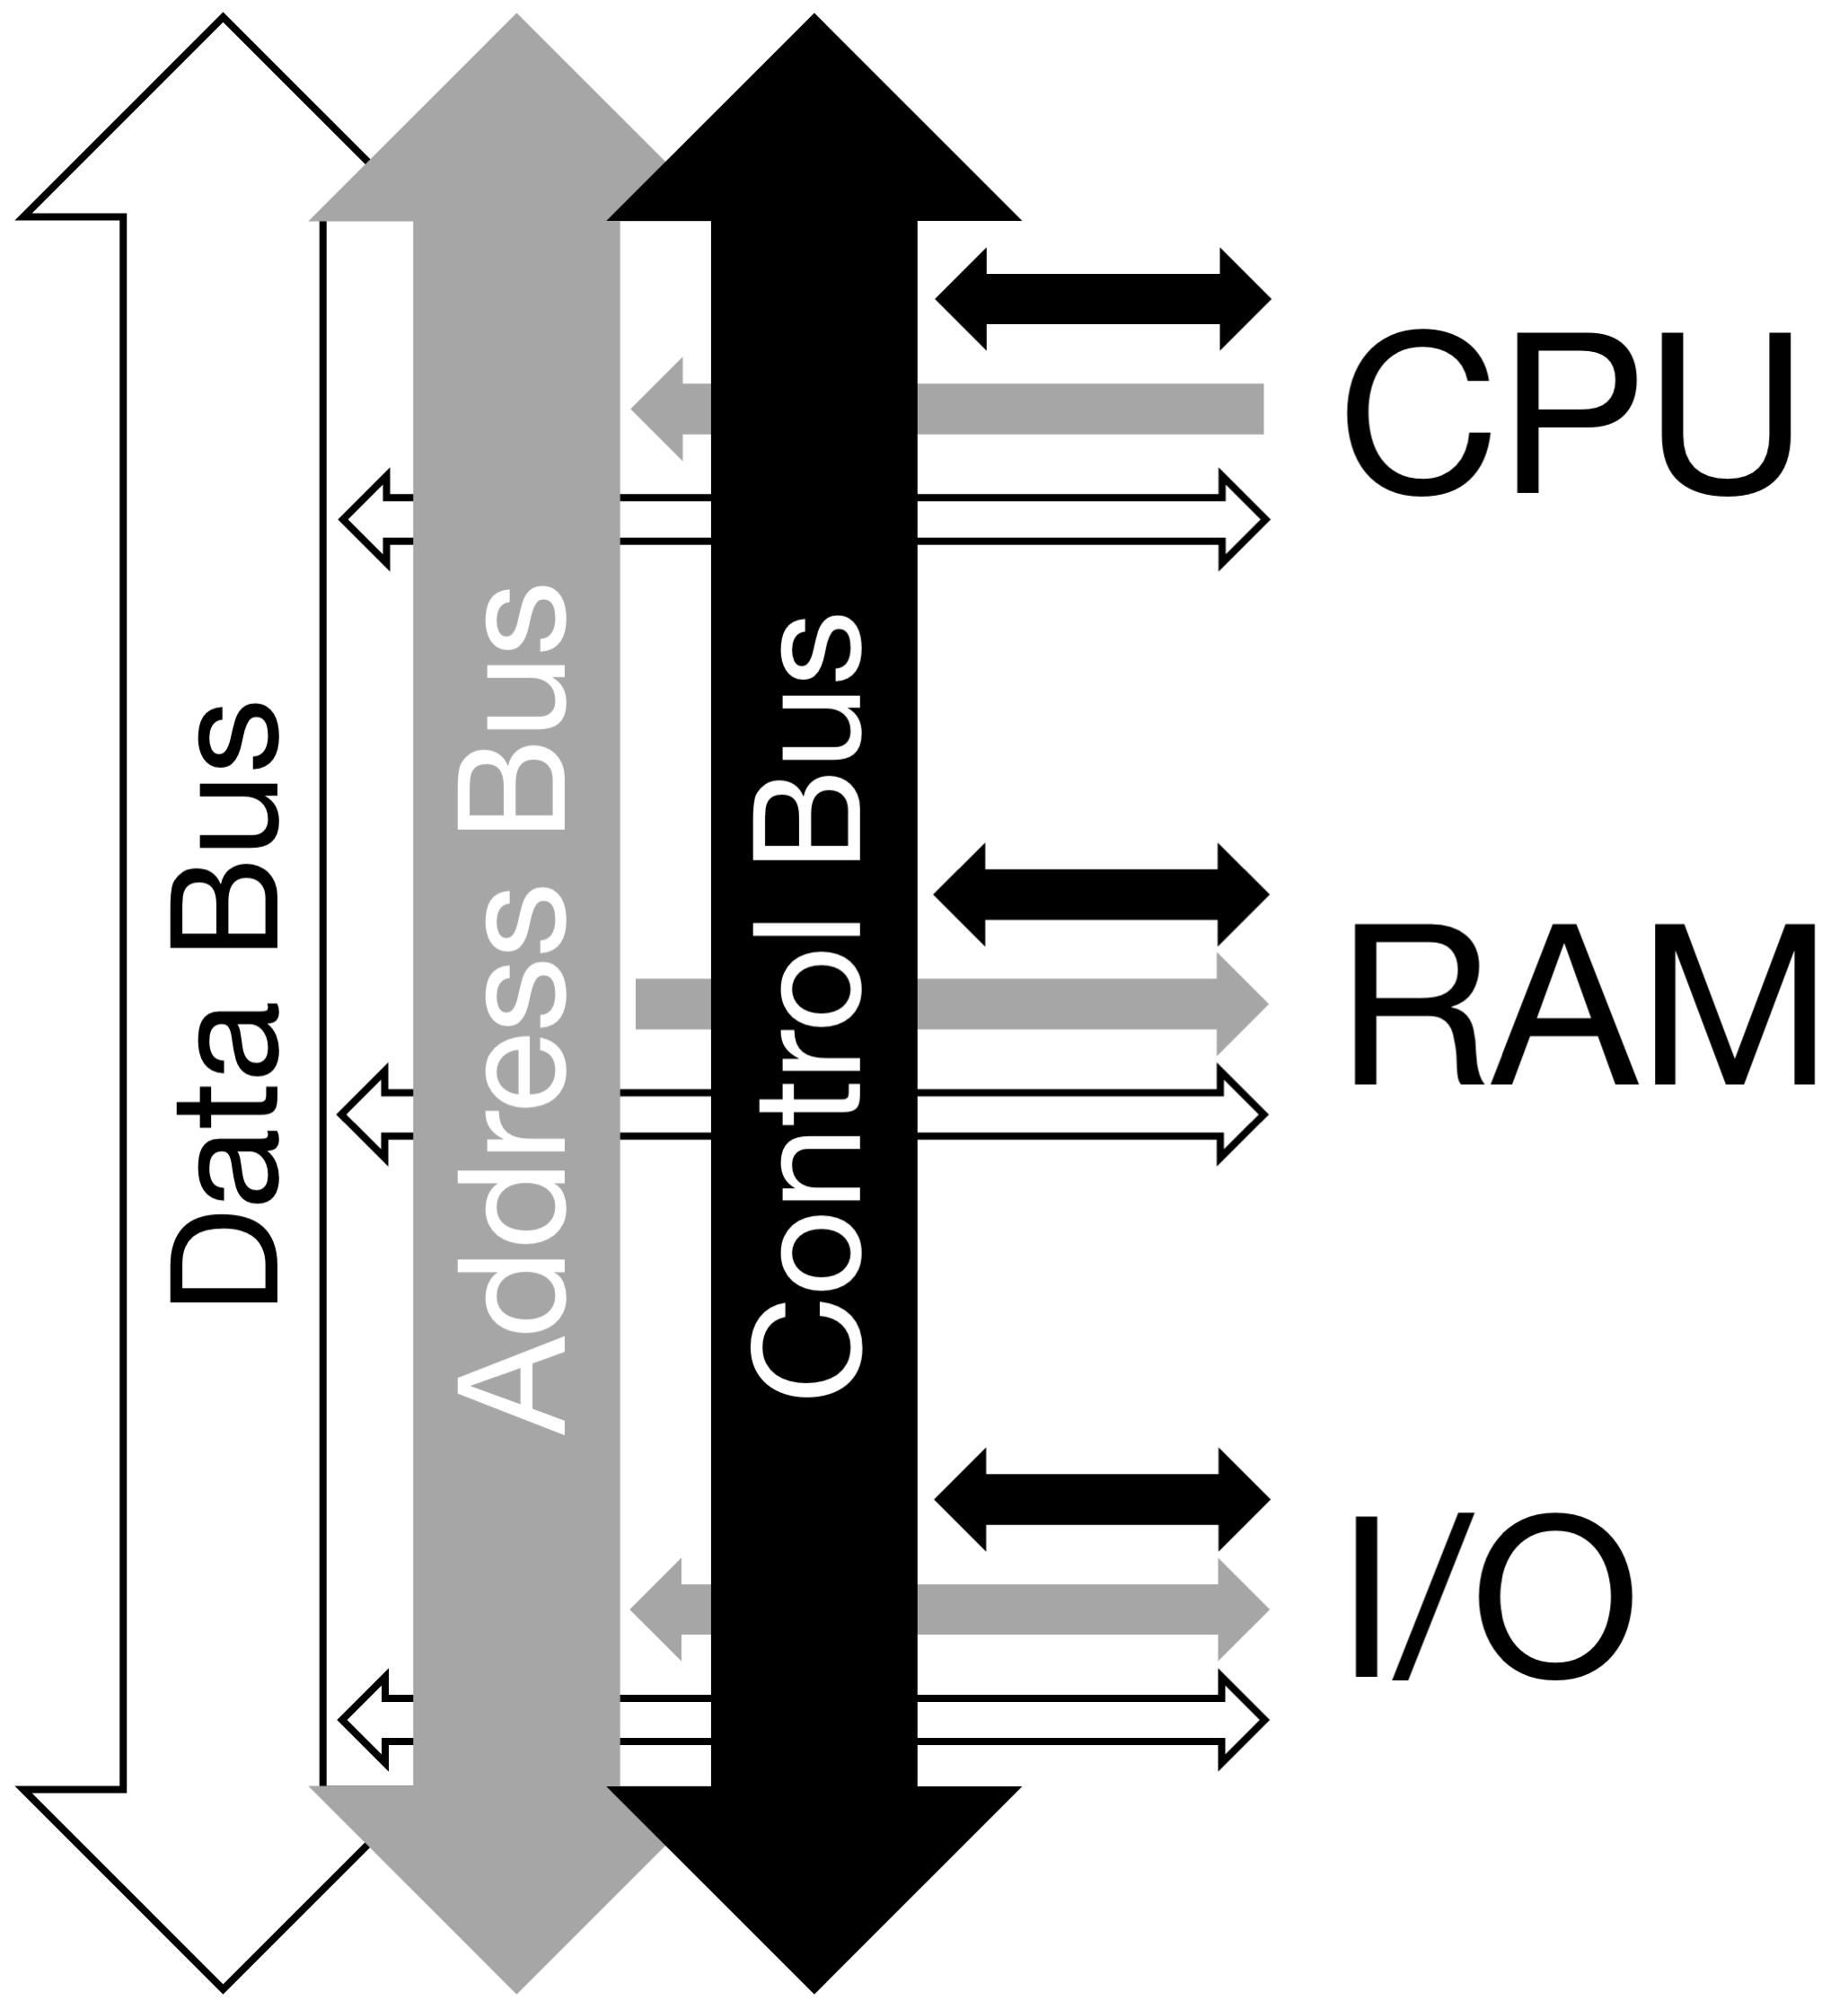 Data Bus
Address Bus
Control Bus
CPU
RAM
I/O